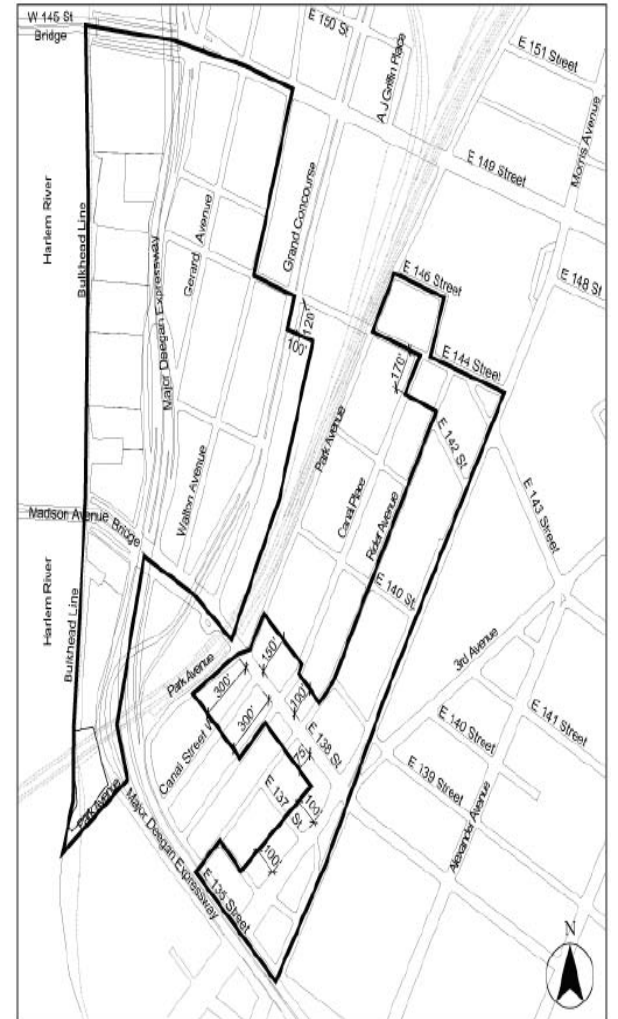 W 145 St
Bridge
E 150 St
A J Griffin Place
E 151 Street
Morris Avenue
E 149 Street
Harlem River
Bulkhead Line
Major Deegan Expressway
Gerard Avenue
Grand Concourse
E 146 Street
E 148 St
120'
100'
E 144 Street
170'
Park Avenue
E 142 St
Walton Avenue
Canal Place
Rider Avenue
E 143 Street
Madison Avenue Bridge
Harlem River
Bulkhead Line
E 140 St
3rd Avenue
Park Avenue
150'
300'
100'
E 141 Street
E 140 Street
300'
E 138 St
Canal Street W
75'
E 139 Street
E 137 St
100'
Alexander Avenue
Park Avenue
Major Deegan Expressway
100'
E 135 Street
N